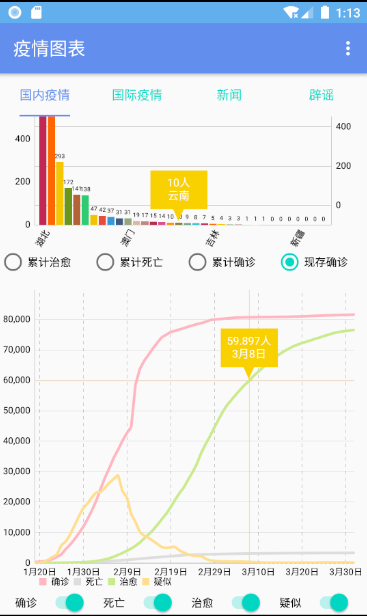 1:13
疫情图表
国内疫情 国际疫情 新闻 辟谣
400 400
200 200
0 0
293
172
138
47 42 37 31 31 19 17 15 14 10
8 7 5 4 3 3 1 1 1 0 0 0 0 0 0 0
10人
云南
湖北 澳门 吉林 新疆
累计治愈 累计死亡 累计确诊 现存确诊
80,000
70,000
60,000
50,000
40,000
30,000
20,000
10,000
0
59,897人
3月8日
1月20日 1月30日 2月9日 2月19日 2月29日 3月10日 3月20日 3月30日
确诊 死亡 治愈 疑似
确诊 死亡 治愈 疑似